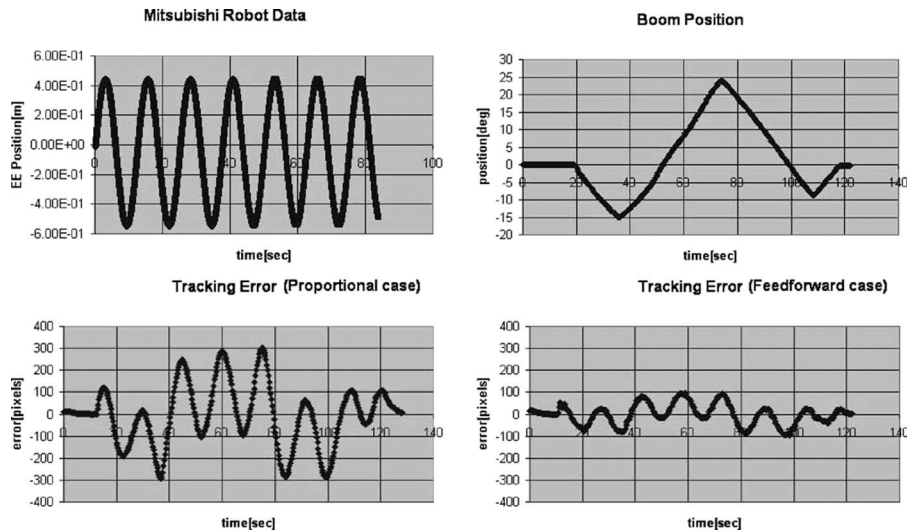 Mitsubishi Robot Data
6.00E-01
4.00E-01
2.00E-01
0.00E+00
-2.00E-01
-4.00E-01
-6.00E-01
EE Position[m]
0 20 40 60 80 100
time[sec]
Boom Position
30
25
20
15
10
5
0
-5
-10
-15
-20
position[deg]
0 20 40 60 80 100 120 140
time[sec]
Tracking Error (Proportional case)
400
300
200
100
0
-100
-200
-300
-400
error[pixels]
0 20 40 60 80 100 120 140
time[sec]
Tracking Error (Feedforward case)
400
300
200
100
0
-100
-200
-300
-400
error[pixels]
0 20 40 60 80 100 120 140
time[sec]